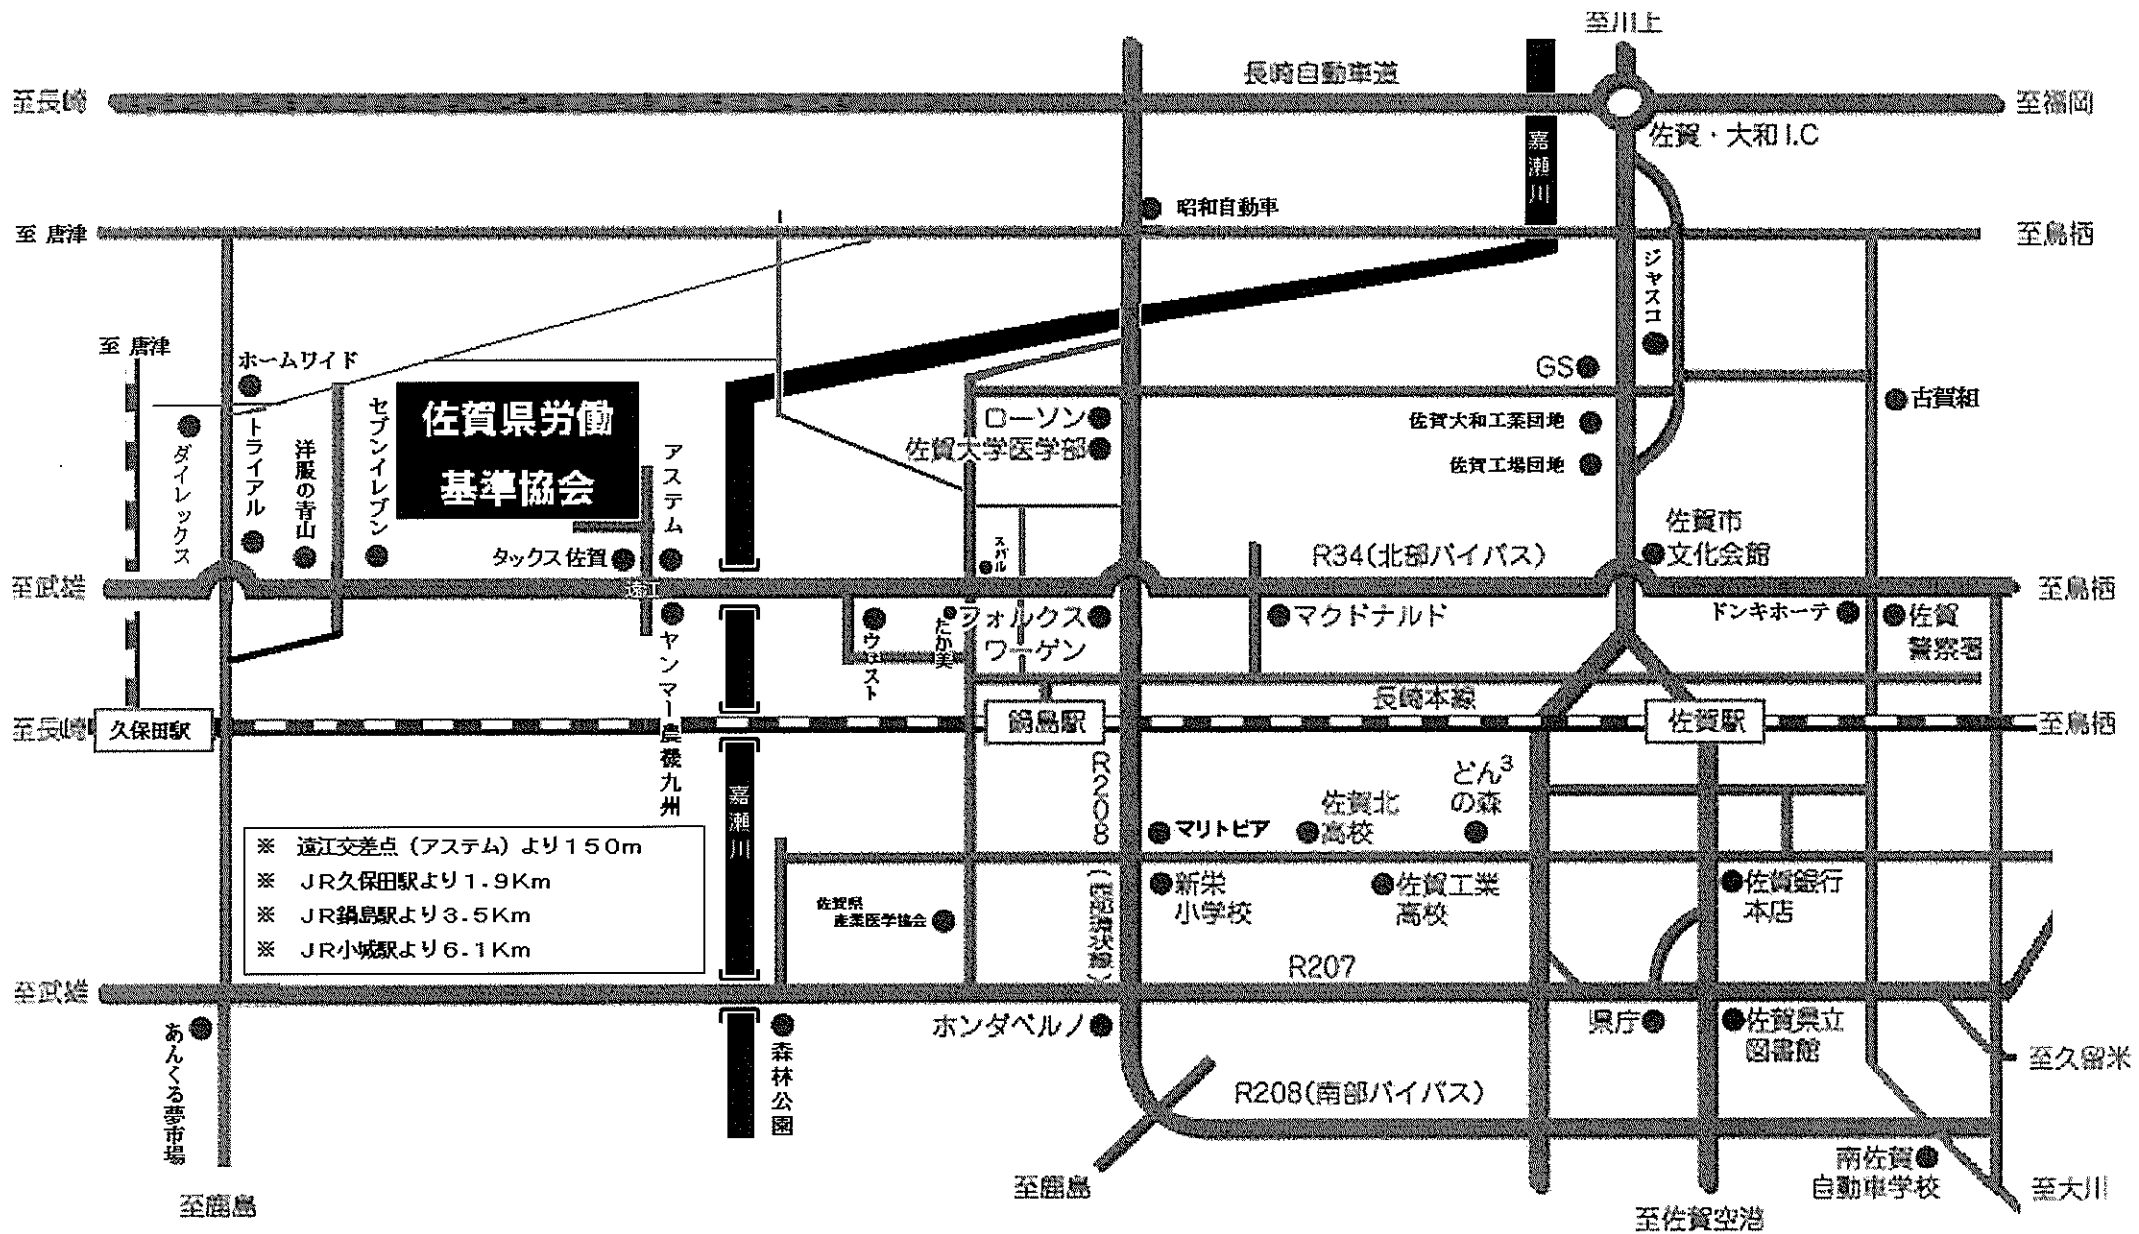 至川上
長崎自動車道
至長崎
至福岡
佐賀・大和I.C
嘉瀬川
昭和自動車
至 唐津
至鳥栖
ジャスコ
至 唐津
ホームワイド
GS
古賀組
セブンイレブン
佐賀県労働
基準協会
ローソン
佐賀大学医学部
佐賀大和工業団地
佐賀工場団地
トライアル
洋服の青山
ダイレックス
アステム
スバル
佐賀市
文化会館
タックス佐賀
R34(北部バイパス)
至武雄
遠江
至鳥栖
ウエスト
たか美
フォルクス
ワーゲン
マクドナルド
ドンキホーテ
佐賀
警察署
ヤンマー農機九州
長崎本線
至長崎
久保田駅
鍋島駅
佐賀駅
至鳥栖
R208
(西部環状線)
どん3
の森
佐賀北
高校
マリトピア
嘉瀬川
※ 遠江交差点（アステム）より150m
※ JR久保田駅より1.9Km
※ JR鍋島駅より3.5Km
※ JR小城駅より6.1Km
佐賀県
産業医学協会
新栄
小学校
佐賀工業
高校
佐賀銀行
本店
R207
至武雄
あんくる夢市場
森林公園
ホンダベルノ
県庁
佐賀県立
図書館
至久留米
R208(南部バイパス)
至鹿島
至鹿島
南佐賀
自動車学校
至大川
至佐賀空港